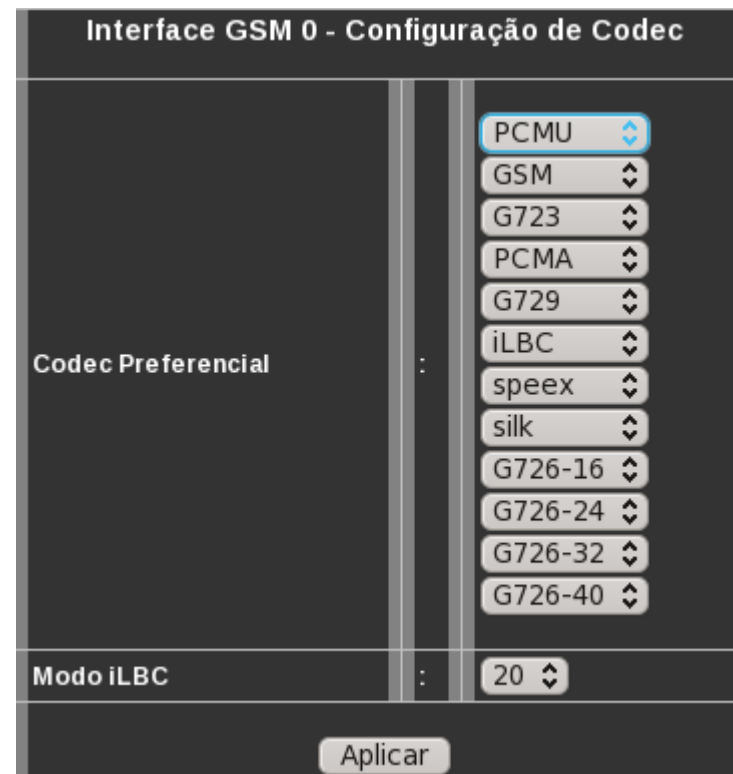 Interface GSM 0 - Configuração de Codec
Codec Preferencial
:
PCMU
GSM
G723
PCMA
G729
iLBC
speex
silk
G726-16
G726-24
G726-32
G726-40
Modo iLBC
:
20
Aplicar